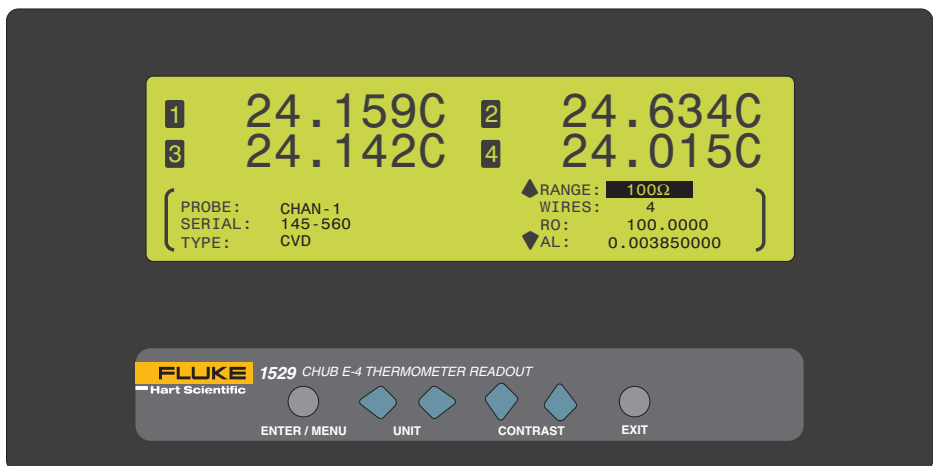 1 24.159C 2 24.634C
3 24.142C 4 24.015C
PROBE: CHAN-1
SERIAL: 145-560
TYPE: CVD
RANGE: 100Ω
WIRES: 4
RO: 100.0000
AL: 0.003850000
FLUKE
Hart Scientific
1529 CHUB E-4 THERMOMETER READOUT
ENTER / MENU UNIT CONTRAST EXIT